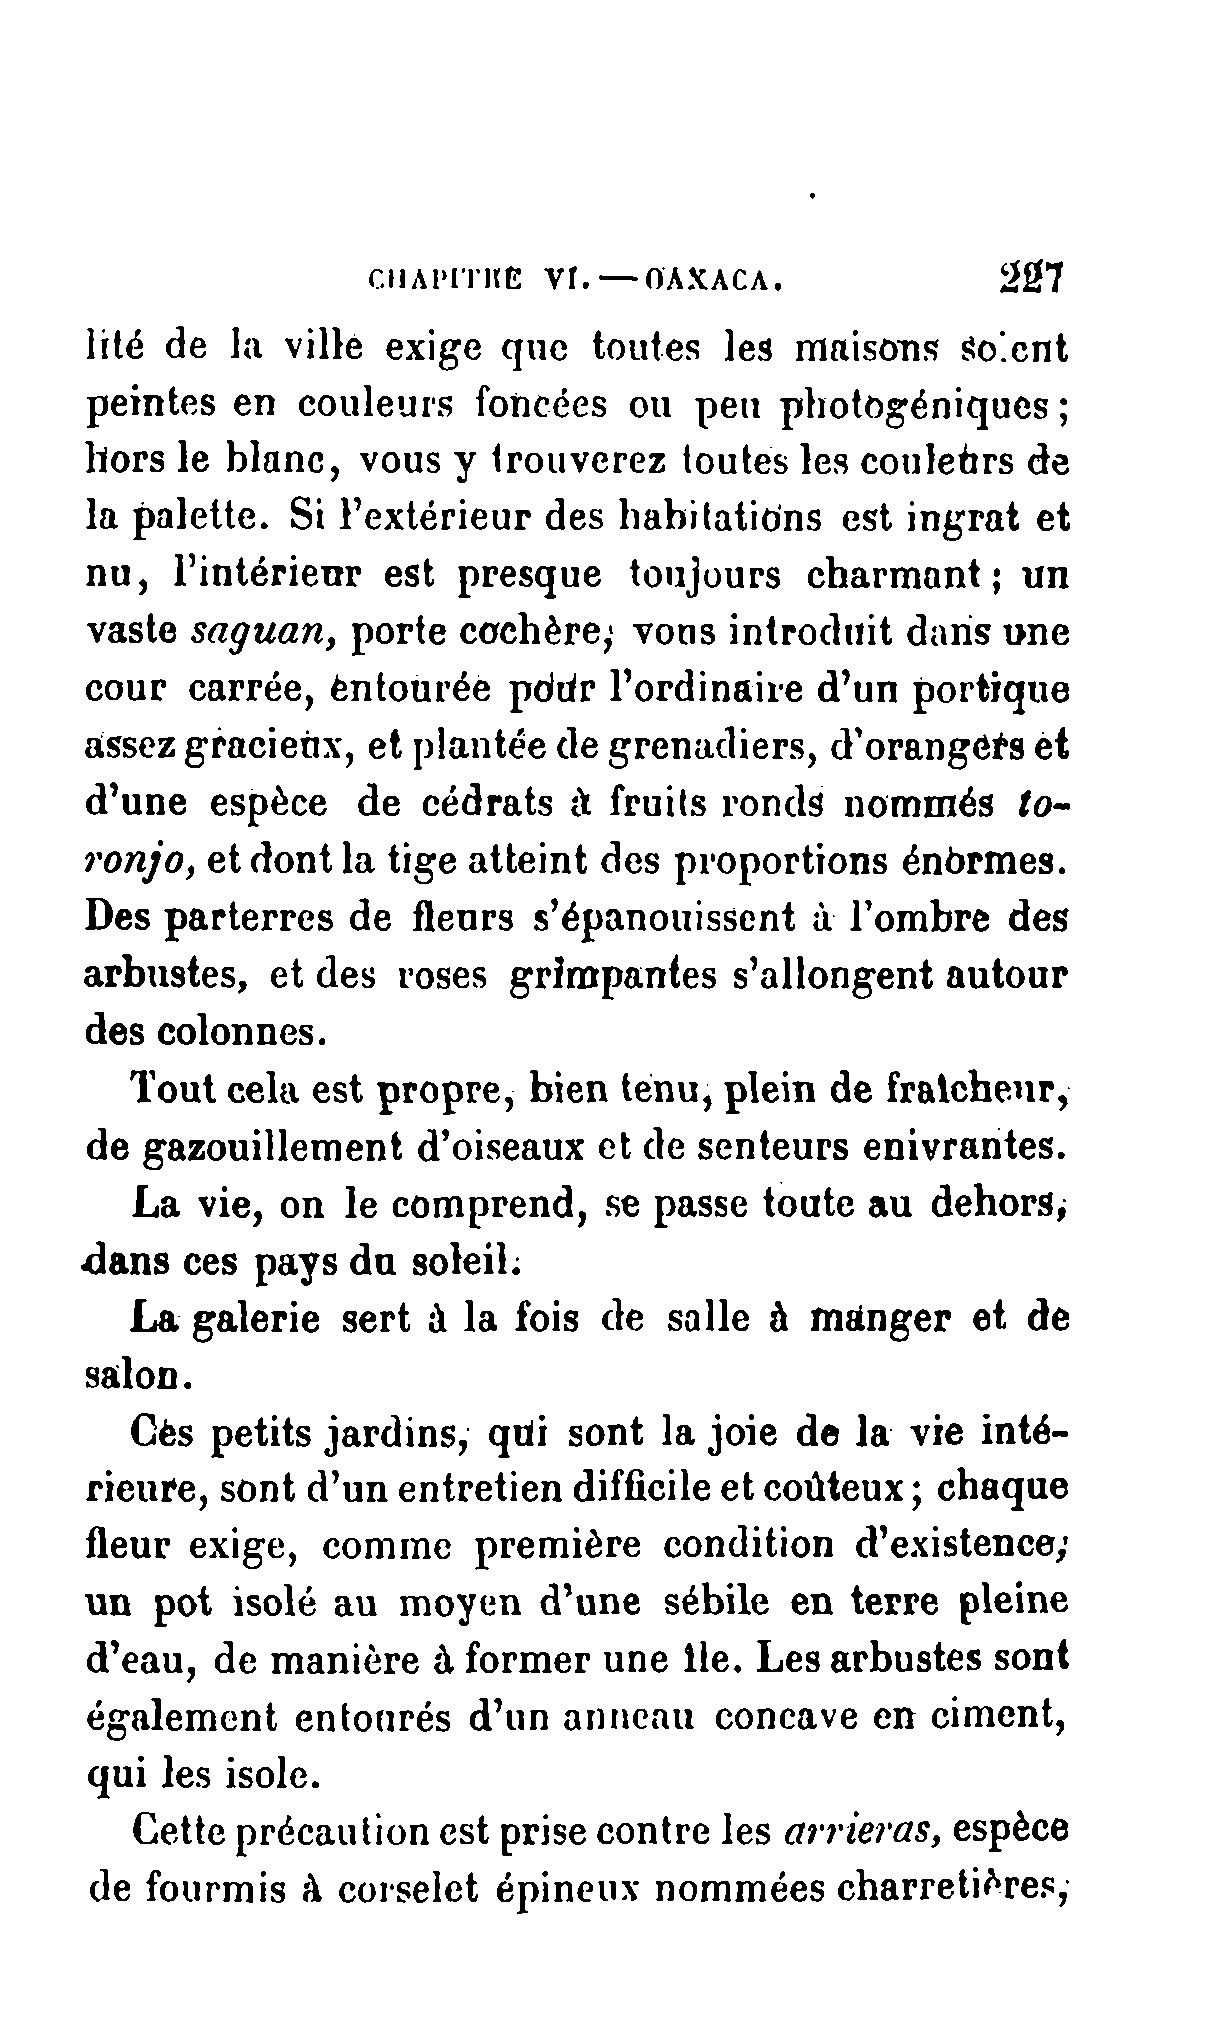 CHAPITRE VI. — OAXACA. 227
lité de la ville exige que toutes les maisons soient
peintes en couleurs foncées ou peu photogéniques;
hors le blanc, vous y trouverez toutes les couleurs de
la palette. Si l'extérieur des habitations est ingrat et
nu, l'intérieur est presque toujours charmant; un
vaste saguan, porte cochère, vous introduit dans une
cour carrée, entourée pour l'ordinaire d'un portique
assez gracieux, et plantée de grenadiers, d'orangers et
d'une espèce de cédrats à fruits ronds nommés to-
ronjo, et dont la tige atteint des proportions énormes.
Des parterres de fleurs s'épanouissent à l'ombre des
arbustes, et des roses grimpantes s'allongent autour
des colonnes.
Tout cela est propre, bien tenu, plein de fraîcheur,
de gazouillement d'oiseaux et de senteurs enivrantes.
La vie, on le comprend, se passe toute au dehors,
dans ces pays du soleil.
La galerie sert à la fois de salle à manger et de
salon.
Ces petits jardins, qui sont la joie de la vie inté-
rieure, sont d'un entretien difficile et coûteux; chaque
fleur exige, comme première condition d'existence,
un pot isolé au moyen d'une sébile en terre pleine
d'eau, de manière à former une île. Les arbustes sont
également entourés d'un anneau concave en ciment,
qui les isole.
Cette précaution est prise contre les arrieras, espèce
de fourmis à corselet épineux nommées charretières,